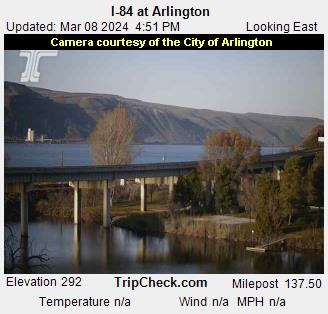 I-84 at Arlington
Updated: Mar 08 2024 4:51 PM Looking East
Camera courtesy of the City of Arlington
Elevation 292 TripCheck.com Milepost 137.50
Temperature n/a Wind n/a MPH n/a